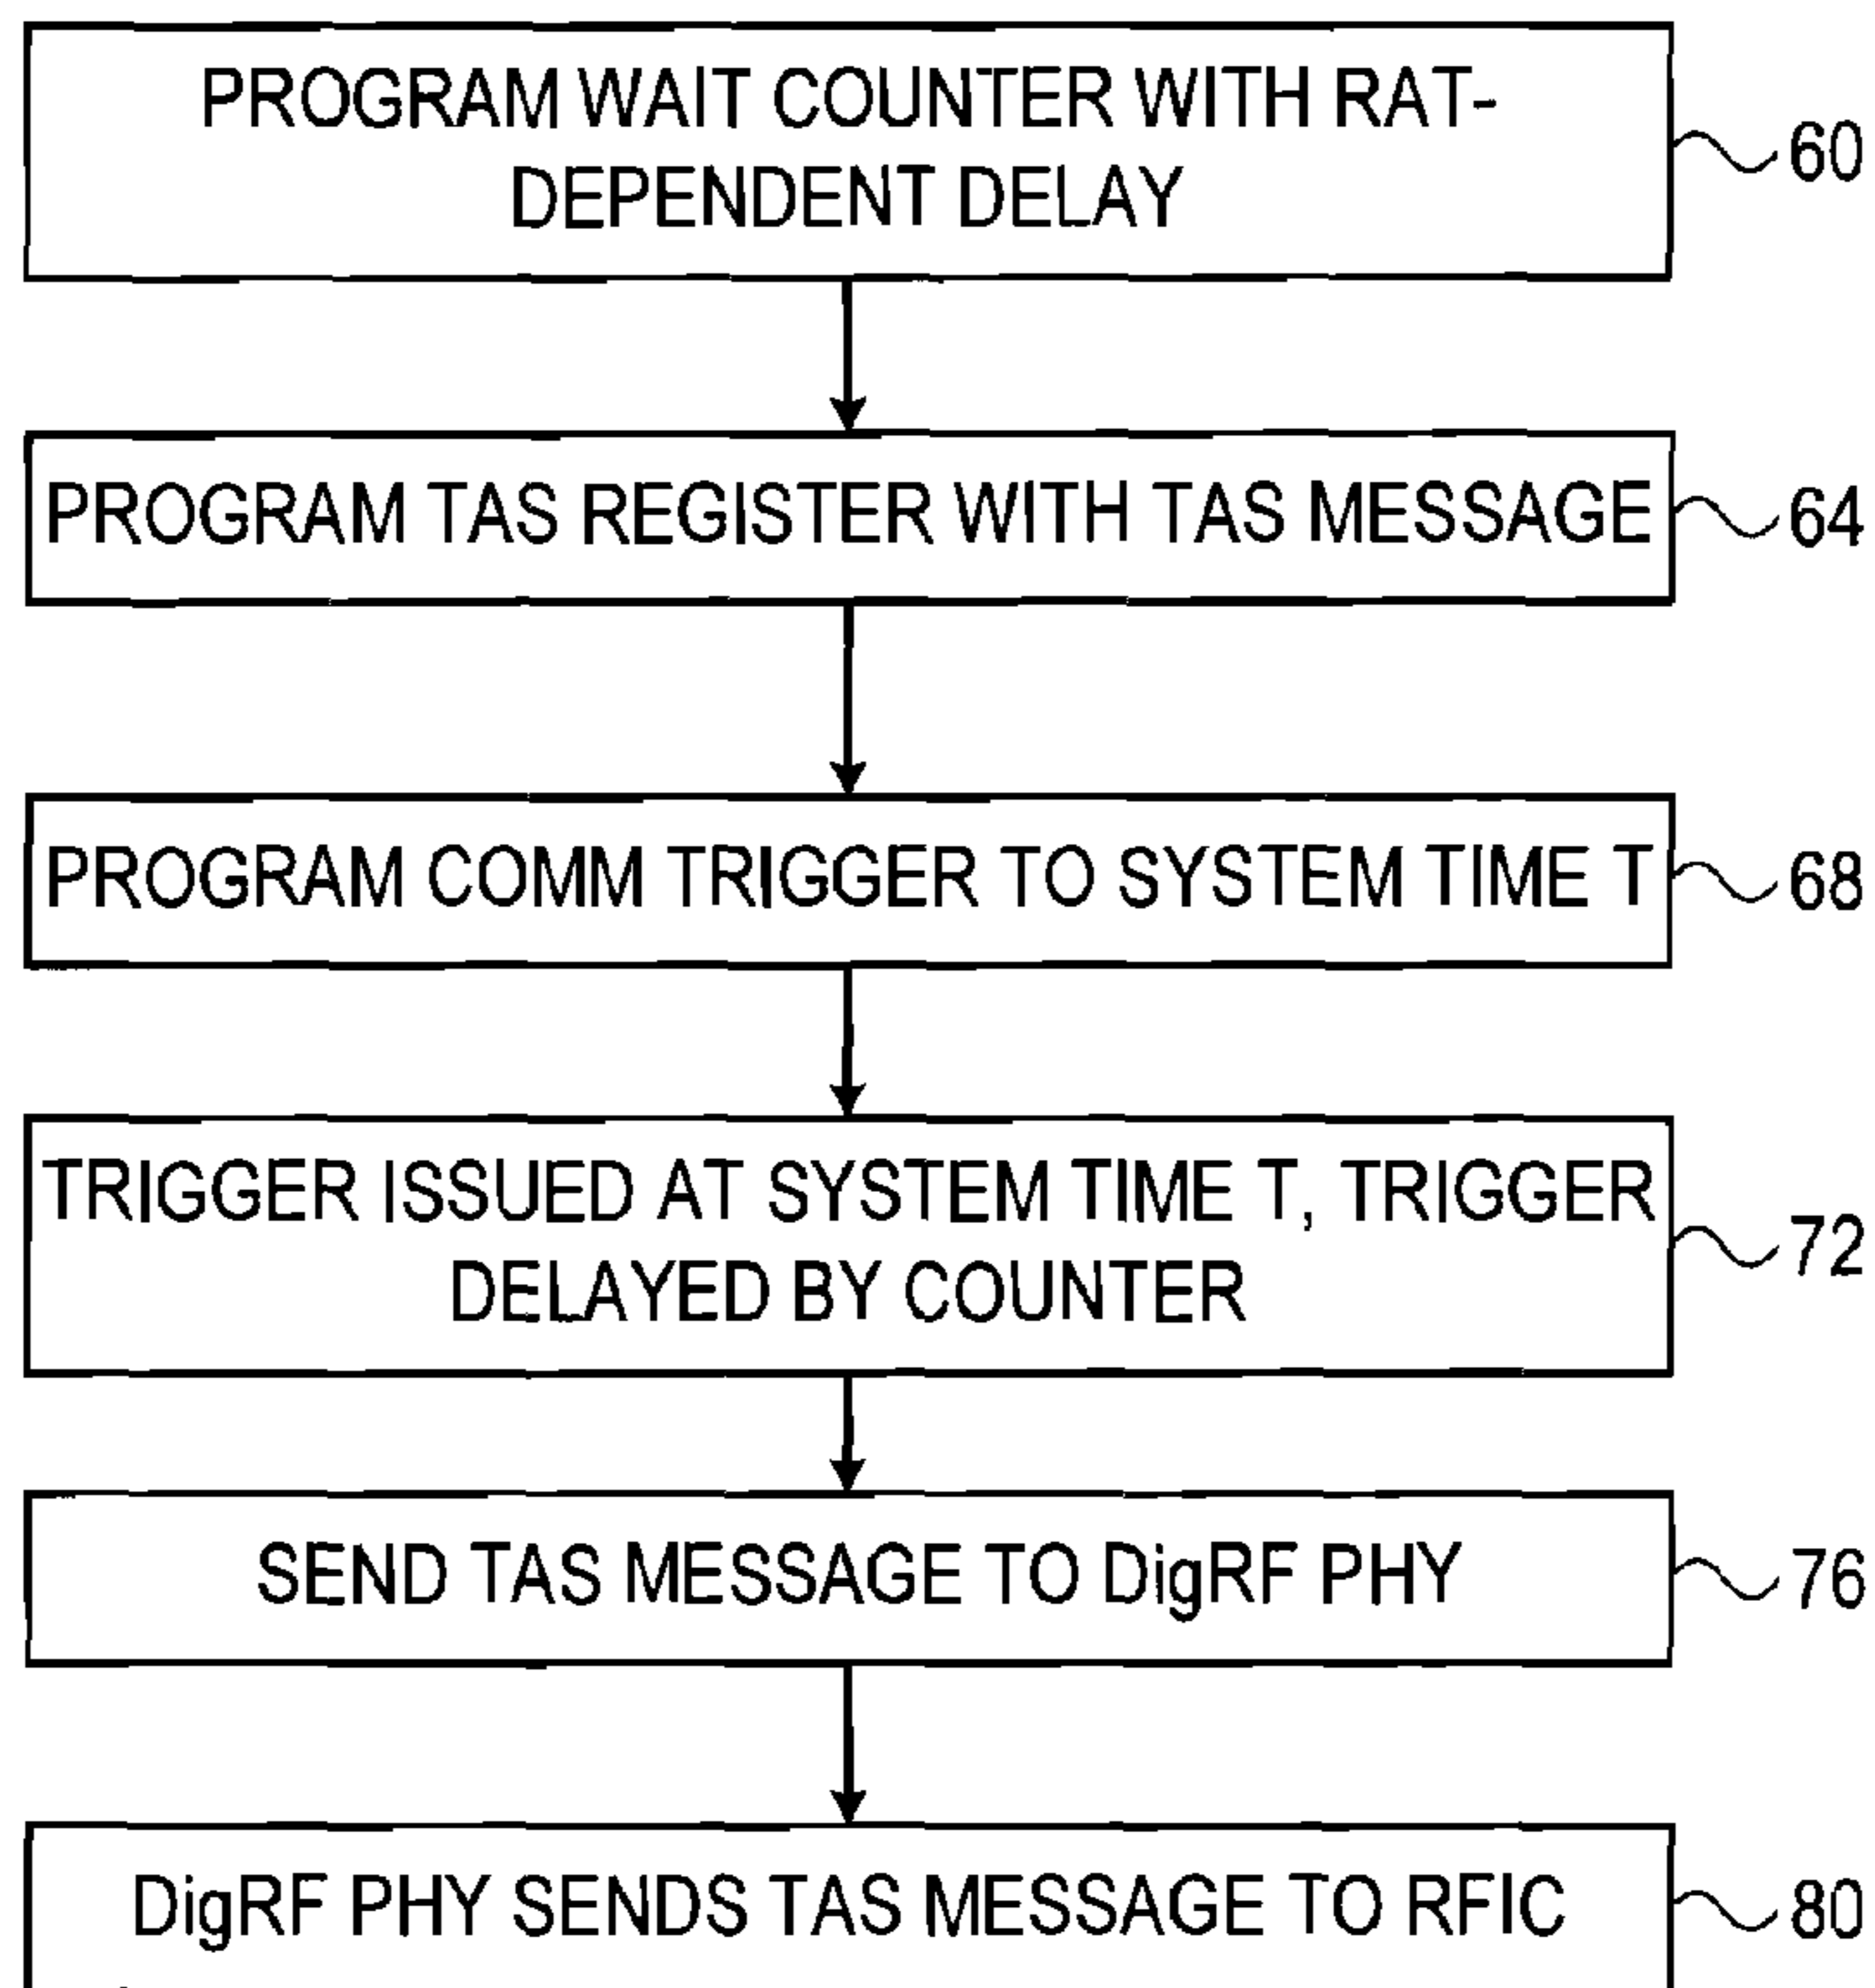 PROGRAM WAIT COUNTER WITH RAT-
DEPENDENT DELAY
60
PROGRAM TAS REGISTER WITH TAS MESSAGE
64
PROGRAM COMM TRIGGER TO SYSTEM TIME T
68
TRIGGER ISSUED AT SYSTEM TIME T, TRIGGER
DELAYED BY COUNTER
72
SEND TAS MESSAGE TO DigRF PHY
76
DigRF PHY SENDS TAS MESSAGE TO RFIC
80